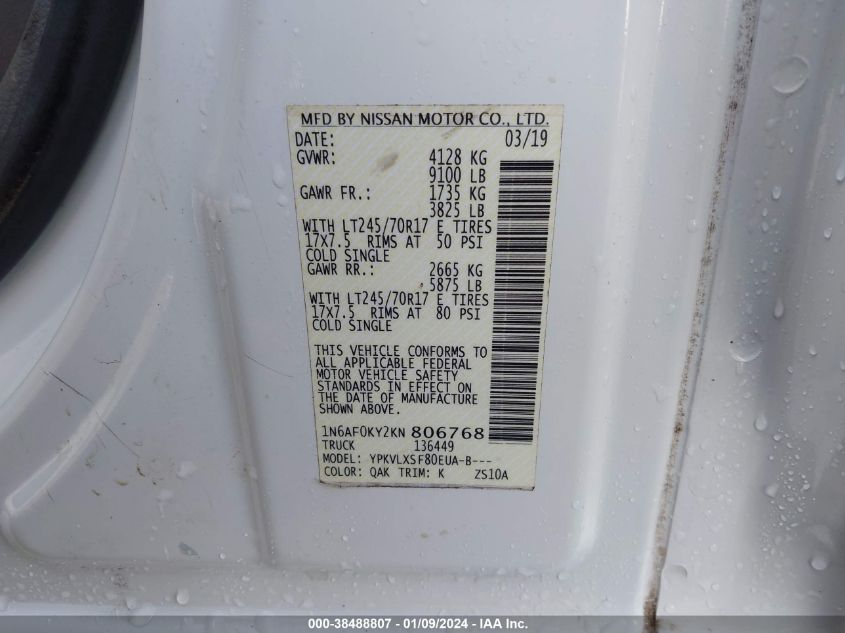 MFD BY NISSAN MOTOR CO., LTD.
DATE: 03/19
GVWR: 4128 KG
9100 LB
GAWR FR.: 1735 KG
3825 LB
WITH LT245/70R17 E TIRES
17X7.5 RIMS AT 50 PSI
COLD SINGLE
GAWR RR.: 2665 KG
5875 LB
WITH LT245/70R17 E TIRES
17X7.5 RIMS AT 80 PSI
COLD SINGLE
THIS VEHICLE CONFORMS TO
ALL APPLICABLE FEDERAL
MOTOR VEHICLE SAFETY
STANDARDS IN EFFECT ON
THE DATE OF MANUFACTURE
SHOWN ABOVE.
1N6AF0KY2KN 806768
TRUCK 136449
MODEL: YPKVLXSF80EUA-B---
COLOR: QAK TRIM: K ZS10A
000-38488807 - 01/09/2024 - IAA Inc.